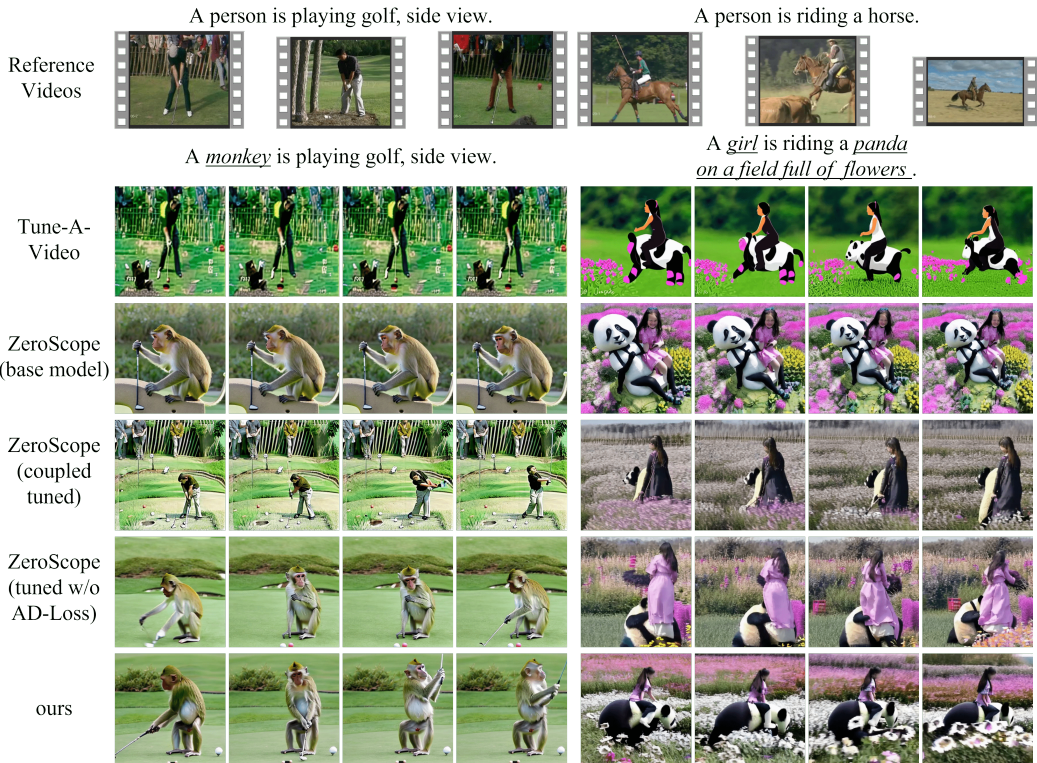 A person is playing golf, side view.
A person is riding a horse.
Reference
Videos
A monkey is playing golf, side view.
A girl is riding a panda
on a field full of flowers .
Tune-A-
Video
ZeroScope
(base model)
ZeroScope
(coupled
tuned)
ZeroScope
(tuned w/o
AD-Loss)
ours